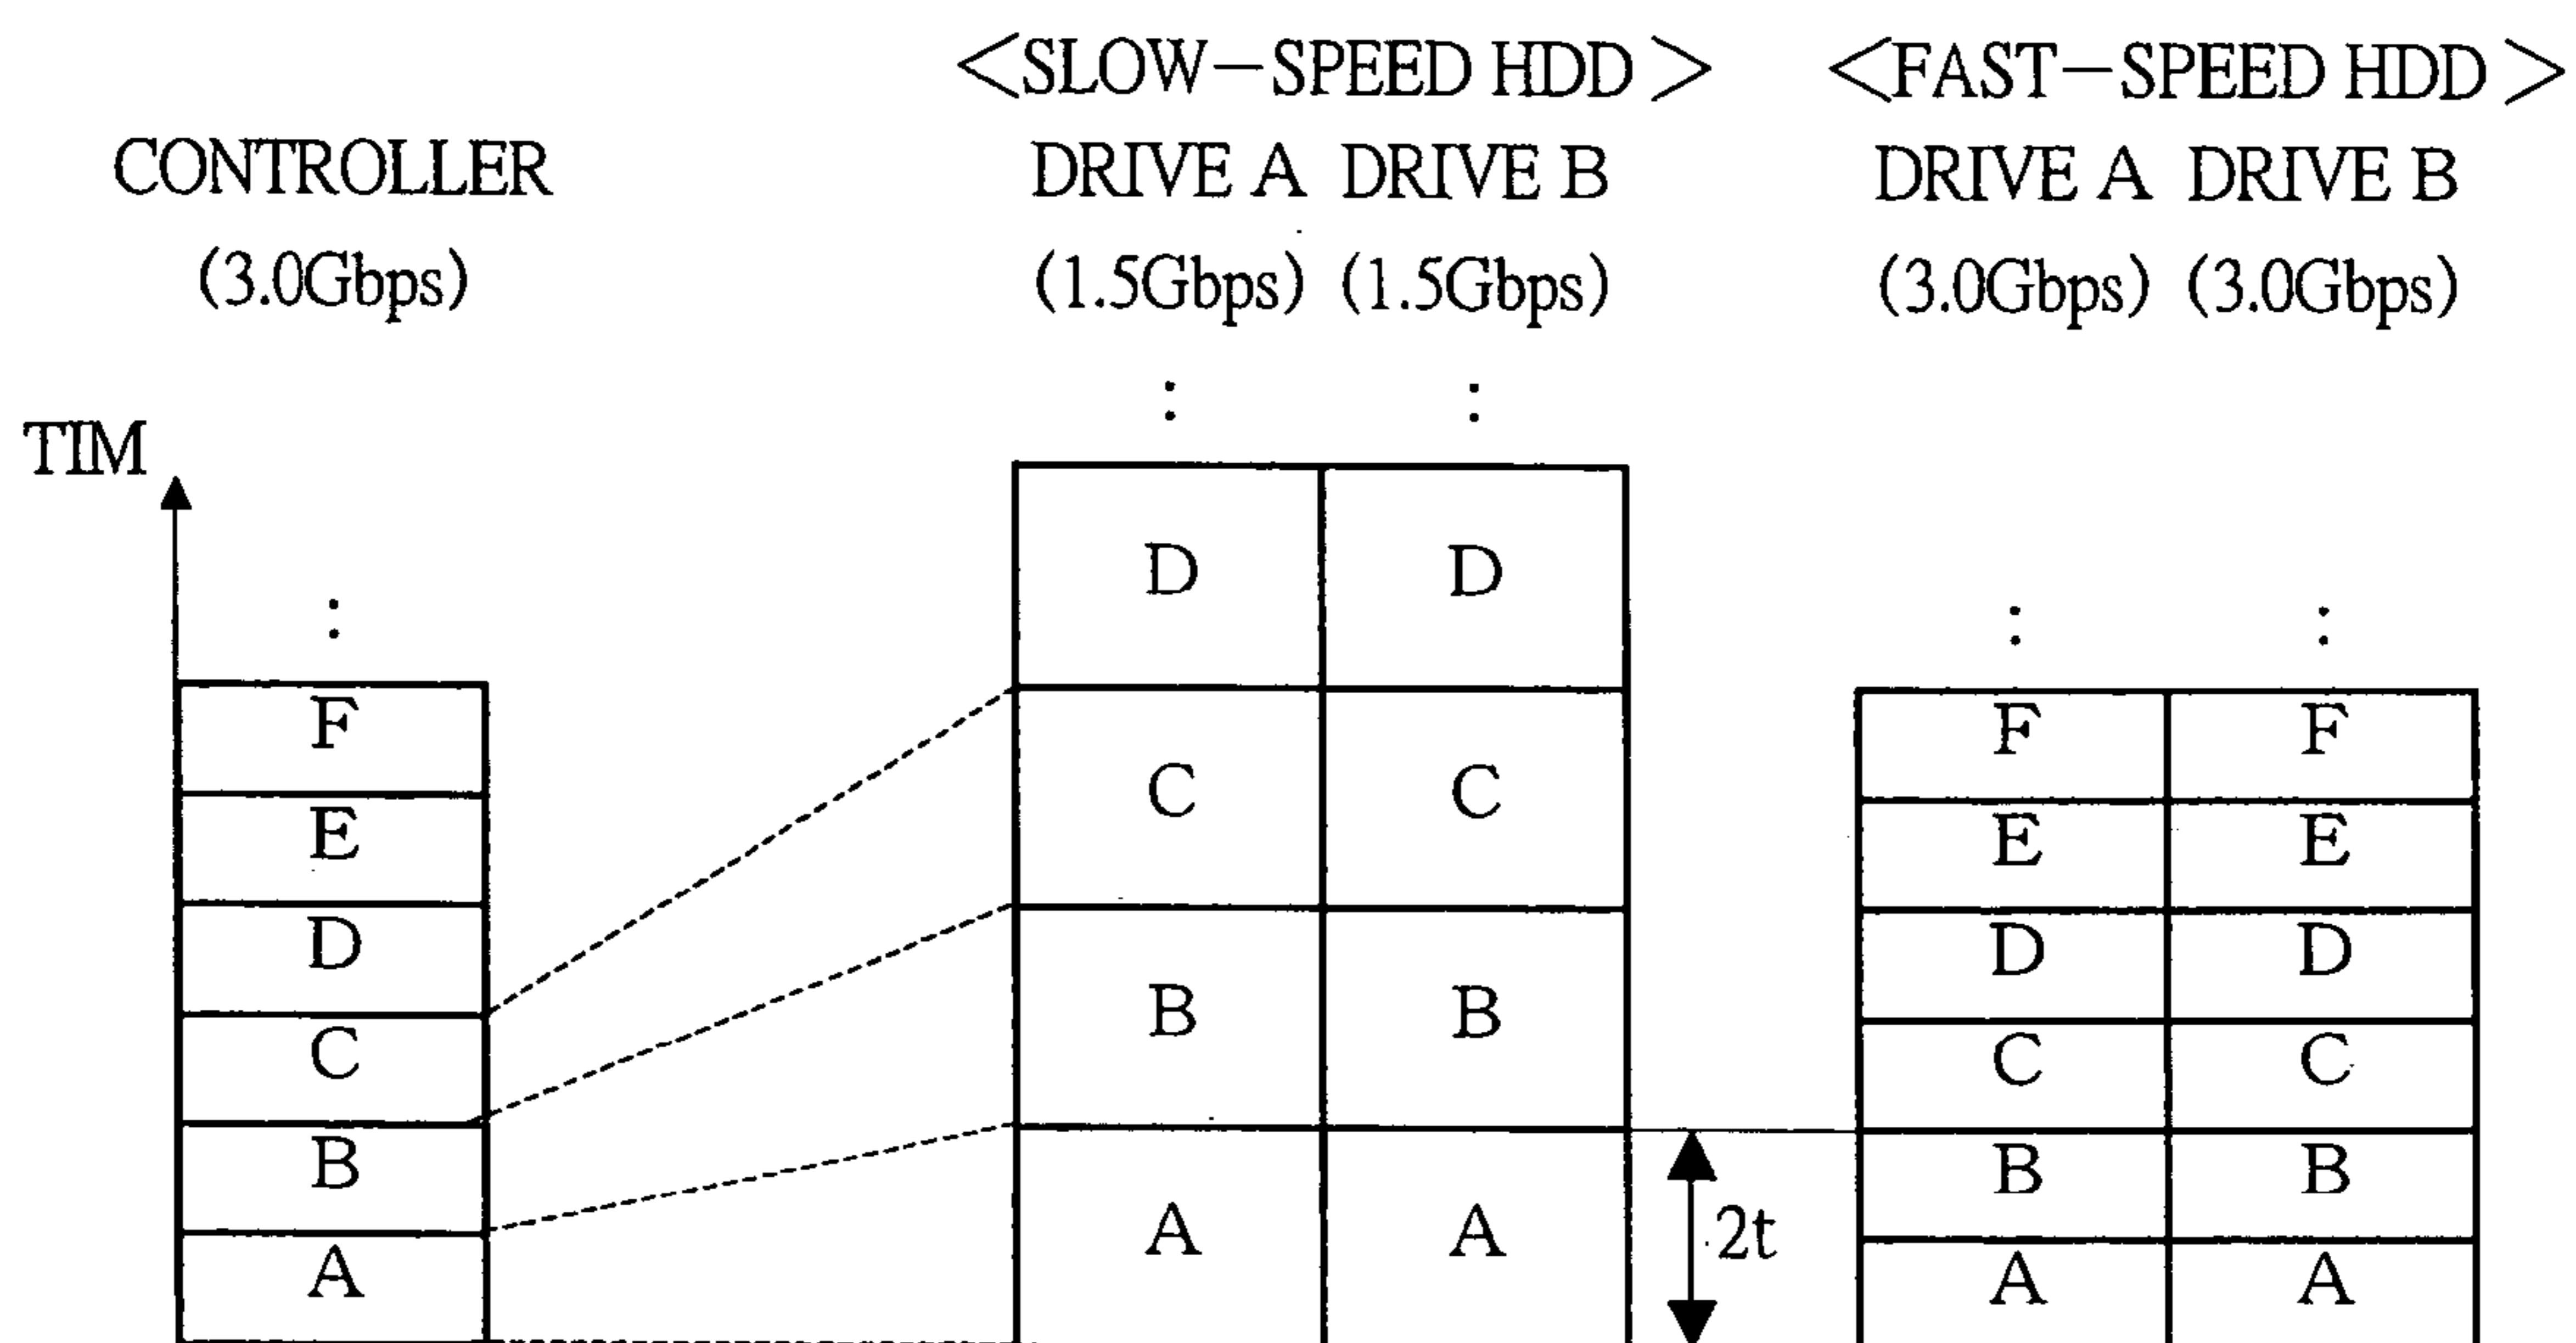 <SLOW-SPEED HDD> <FAST-SPEED HDD>
CONTROLLER DRIVE A DRIVE B DRIVE A DRIVE B
(3.0Gbps) (1.5Gbps) (1.5Gbps) (3.0Gbps) (3.0Gbps)
: :
TIM
D D
: : :
F C C F F
E E E
D B B D D
C C C
B A A 2t B B
A A A